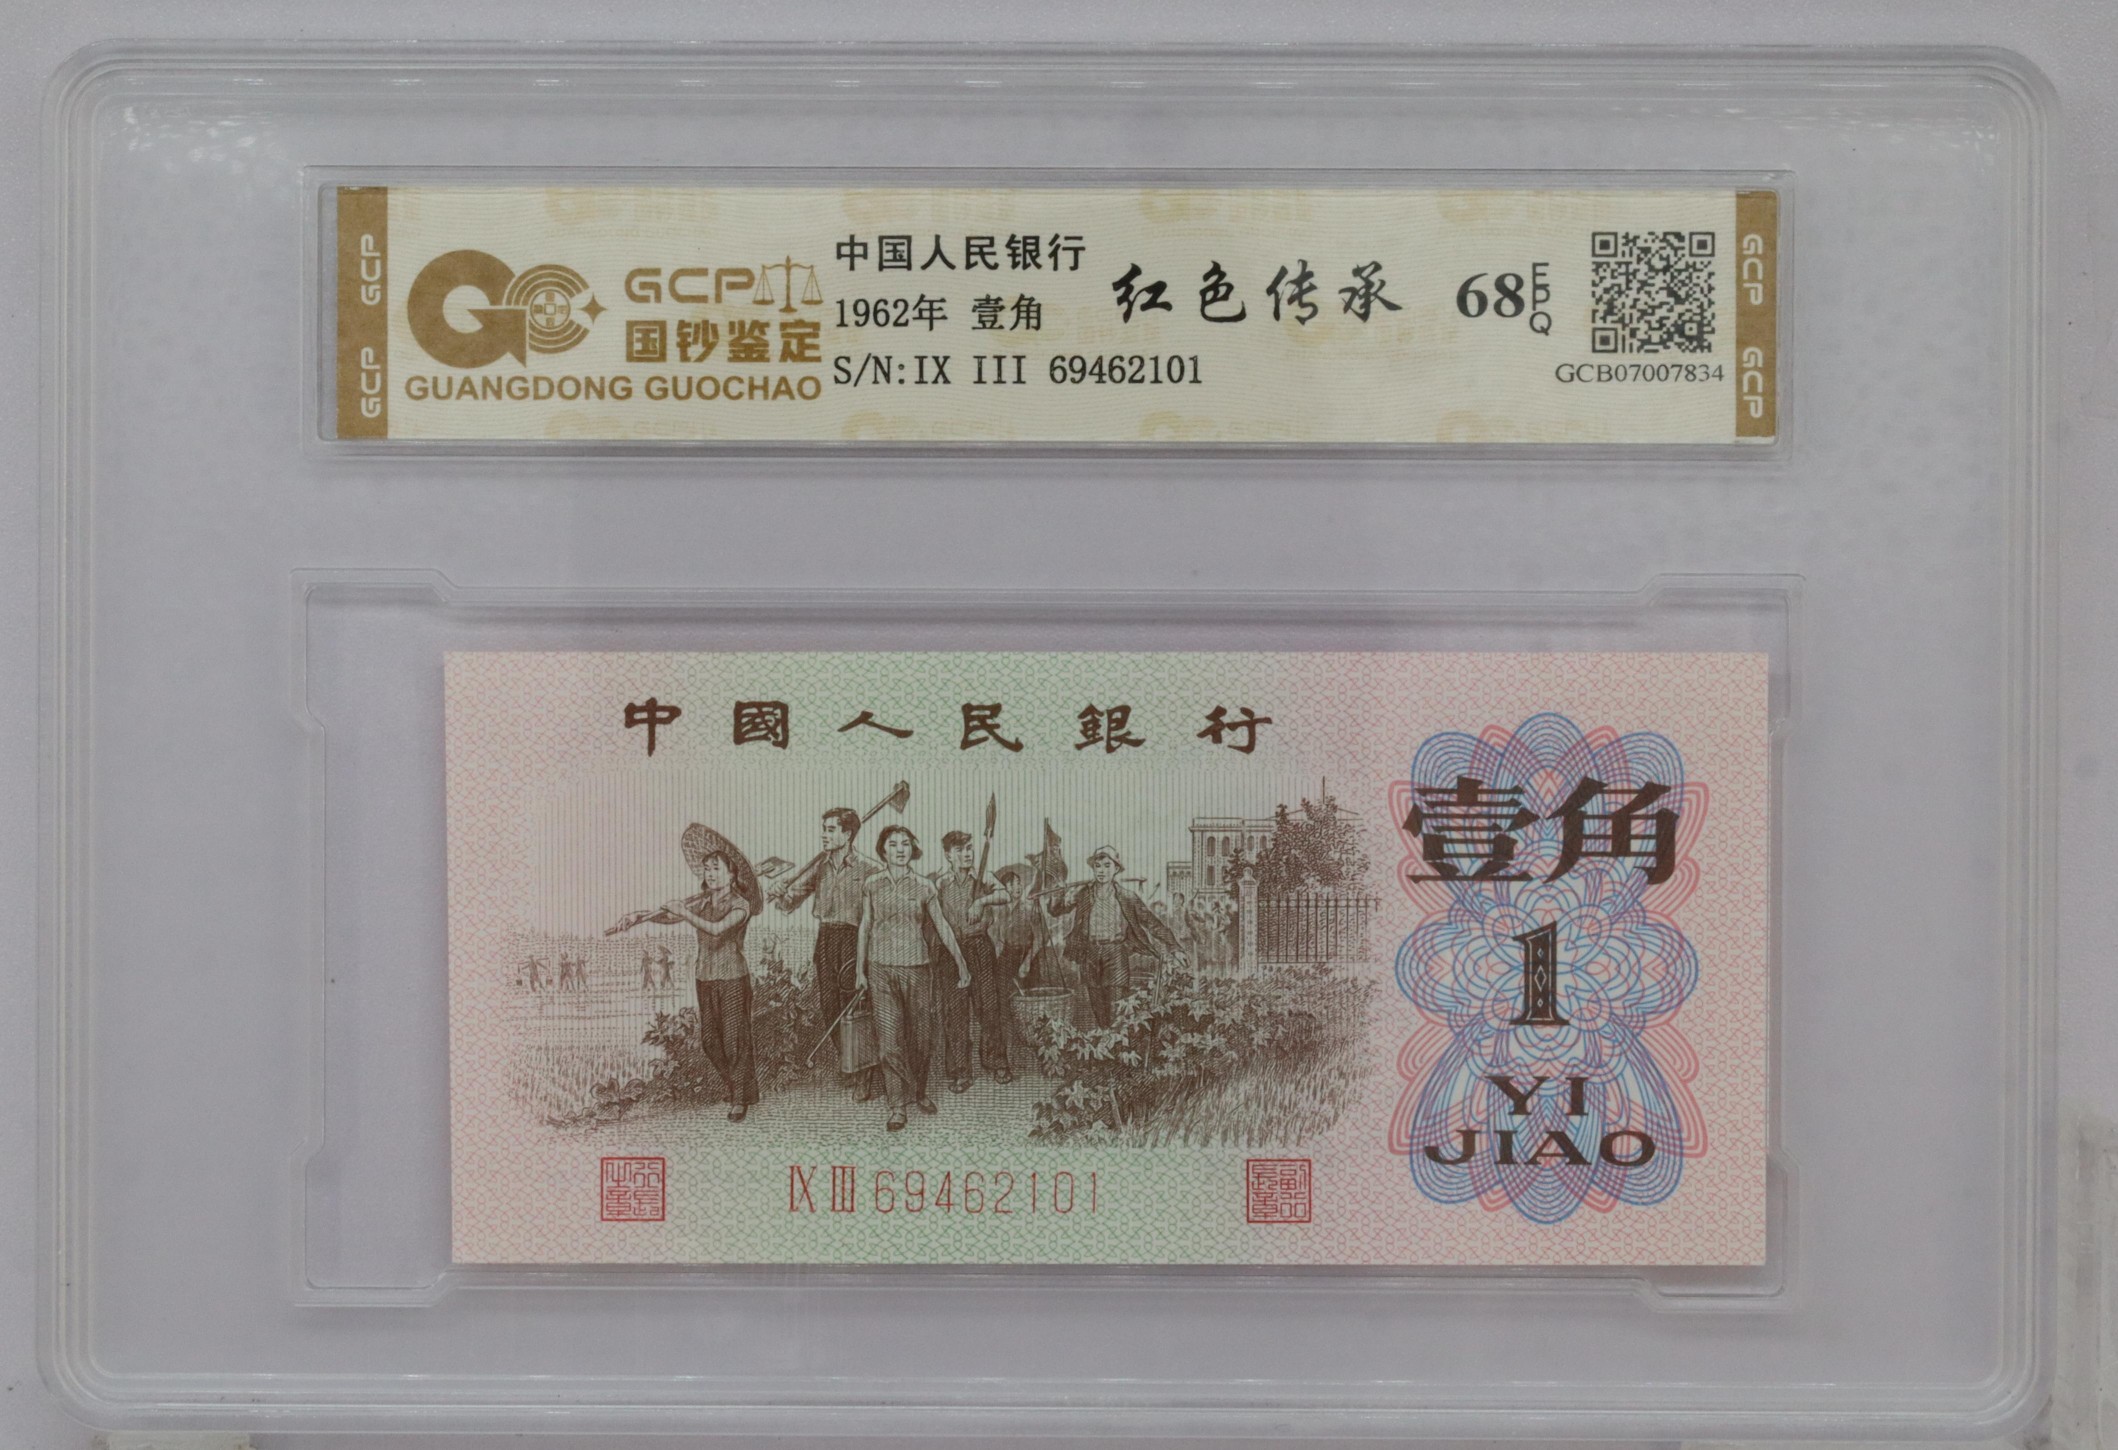 GCP
GCP
GCP
国钞鉴定
GUANGDONG GUOCHAO
中国人民银行
1962年 壹角
S/N:IX III 69462101
红色传承
68 EPQ
GCB07007834
GCP
GCP
中國人民銀行
壹角
1
YI
JIAO
IX III 69462101